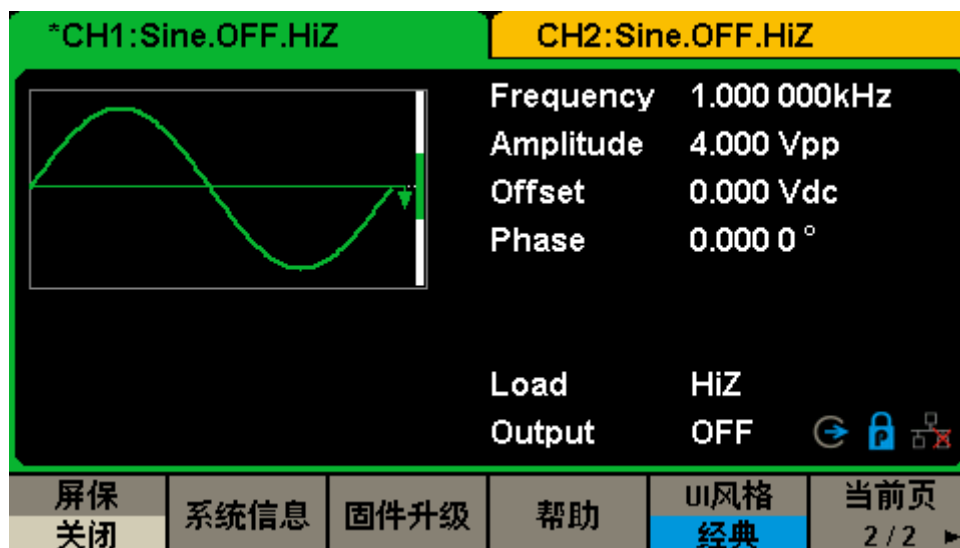 *CH1:Sine.OFF.HiZ
CH2:Sine.OFF.HiZ
Frequency 1.000 000kHz
Amplitude 4.000 Vpp
Offset 0.000 Vdc
Phase 0.000 0 °
Load HiZ
Output OFF
屏保
关闭
系统信息
固件升级
帮助
UI风格
经典
当前页
2 / 2 ►